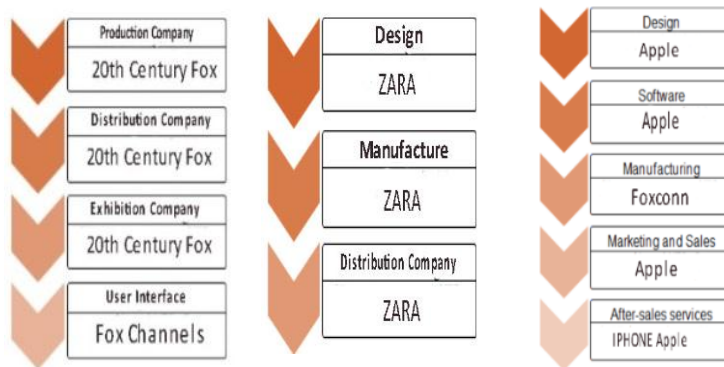 Production Company
20th Century Fox
Distribution Company
20th Century Fox
Exhibition Company
20th Century Fox
User Interface
Fox Channels
Design
ZARA
Manufacture
ZARA
Distribution Company
ZARA
Design
Apple
Software
Apple
Manufacturing
Foxconn
Marketing and Sales
Apple
After-sales services
IPHONE Apple